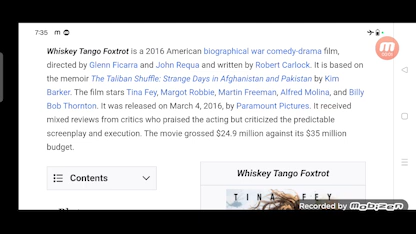 7:35 m
Whiskey Tango Foxtrot is a 2016 American biographical war comedy-drama film,
directed by Glenn Ficarra and John Requa and written by Robert Carlock. It is based on
the memoir The Taliban Shuffle: Strange Days in Afghanistan and Pakistan by Kim
Barker. The film stars Tina Fey, Margot Robbie, Martin Freeman, Alfred Molina, and Billy
Bob Thornton. It was released on March 4, 2016, by Paramount Pictures. It received
mixed reviews from critics who praised the acting but criticized the predictable
screenplay and execution. The movie grossed $24.9 million against its $35 million
budget.
Contents
Whiskey Tango Foxtrot
TINA FEY
Recorded by Mobizen